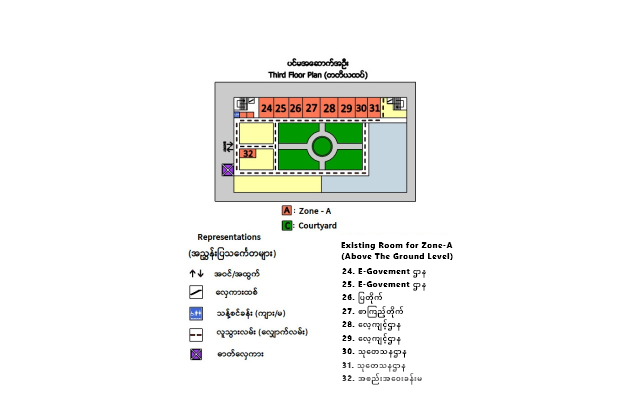 ပင်မအဆောက်အဦး
Third Floor Plan (တတိယထပ်)
24 25 26 27 28 29 30 31
32
A : Zone - A
C : Courtyard
Representations
(အညွှန်းပြသင်္ကေတများ)
အဝင်/အထွက်
လှေကားထစ်
သန့်စင်ခန်း (ကျား/မ)
လူသွားလမ်း (လျှောက်လမ်း)
ဓာတ်လှေကား
Existing Room for Zone-A
(Above The Ground Level)
24. E-Govement ဌာန
25. E-Govement ဌာန
26. ပြတိုက်
27. စာကြည့်တိုက်
28. လေ့ကျင့်ဌာန
29. လေ့ကျင့်ဌာန
30. သုတေသနဌာန
31. သုတေသနဌာန
32. အစည်းအဝေးခန်းမ